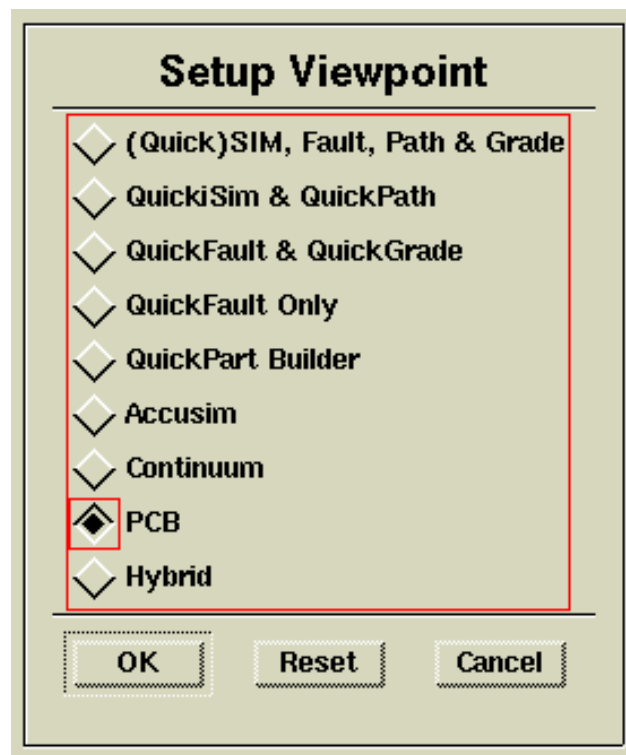 Setup Viewpoint
(Quick)SIM, Fault, Path & Grade
QuickiSim & QuickPath
QuickFault & QuickGrade
QuickFault Only
QuickPart Builder
Accusim
Continuum
PCB
Hybrid
OK Reset Cancel